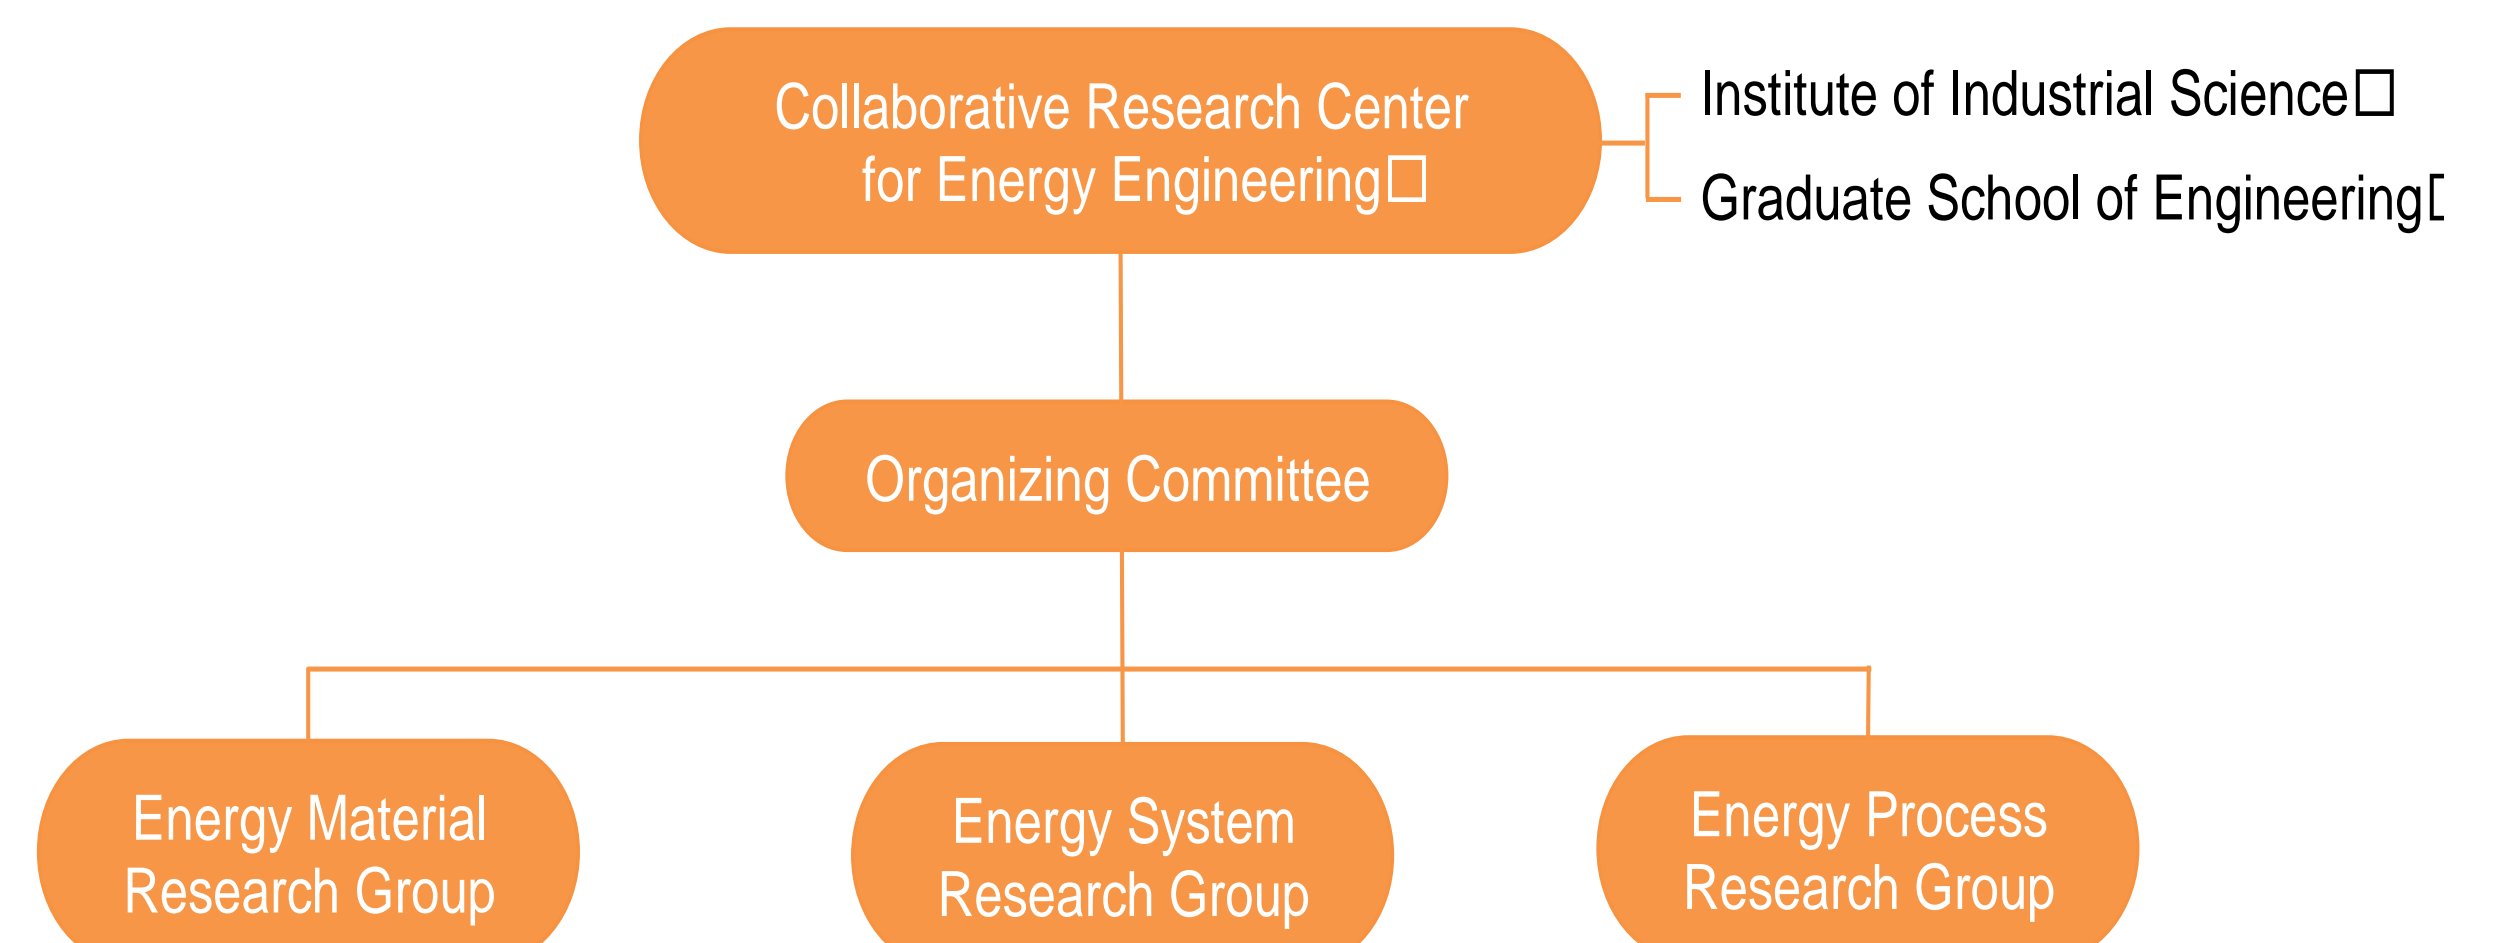 Collaborative Research Center
for Energy Engineering
Institute of Industrial Science
Graduate School of Engineering
Organizing Committee
Energy Material
Research Group
Energy System
Research Group
Energy Process
Research Group